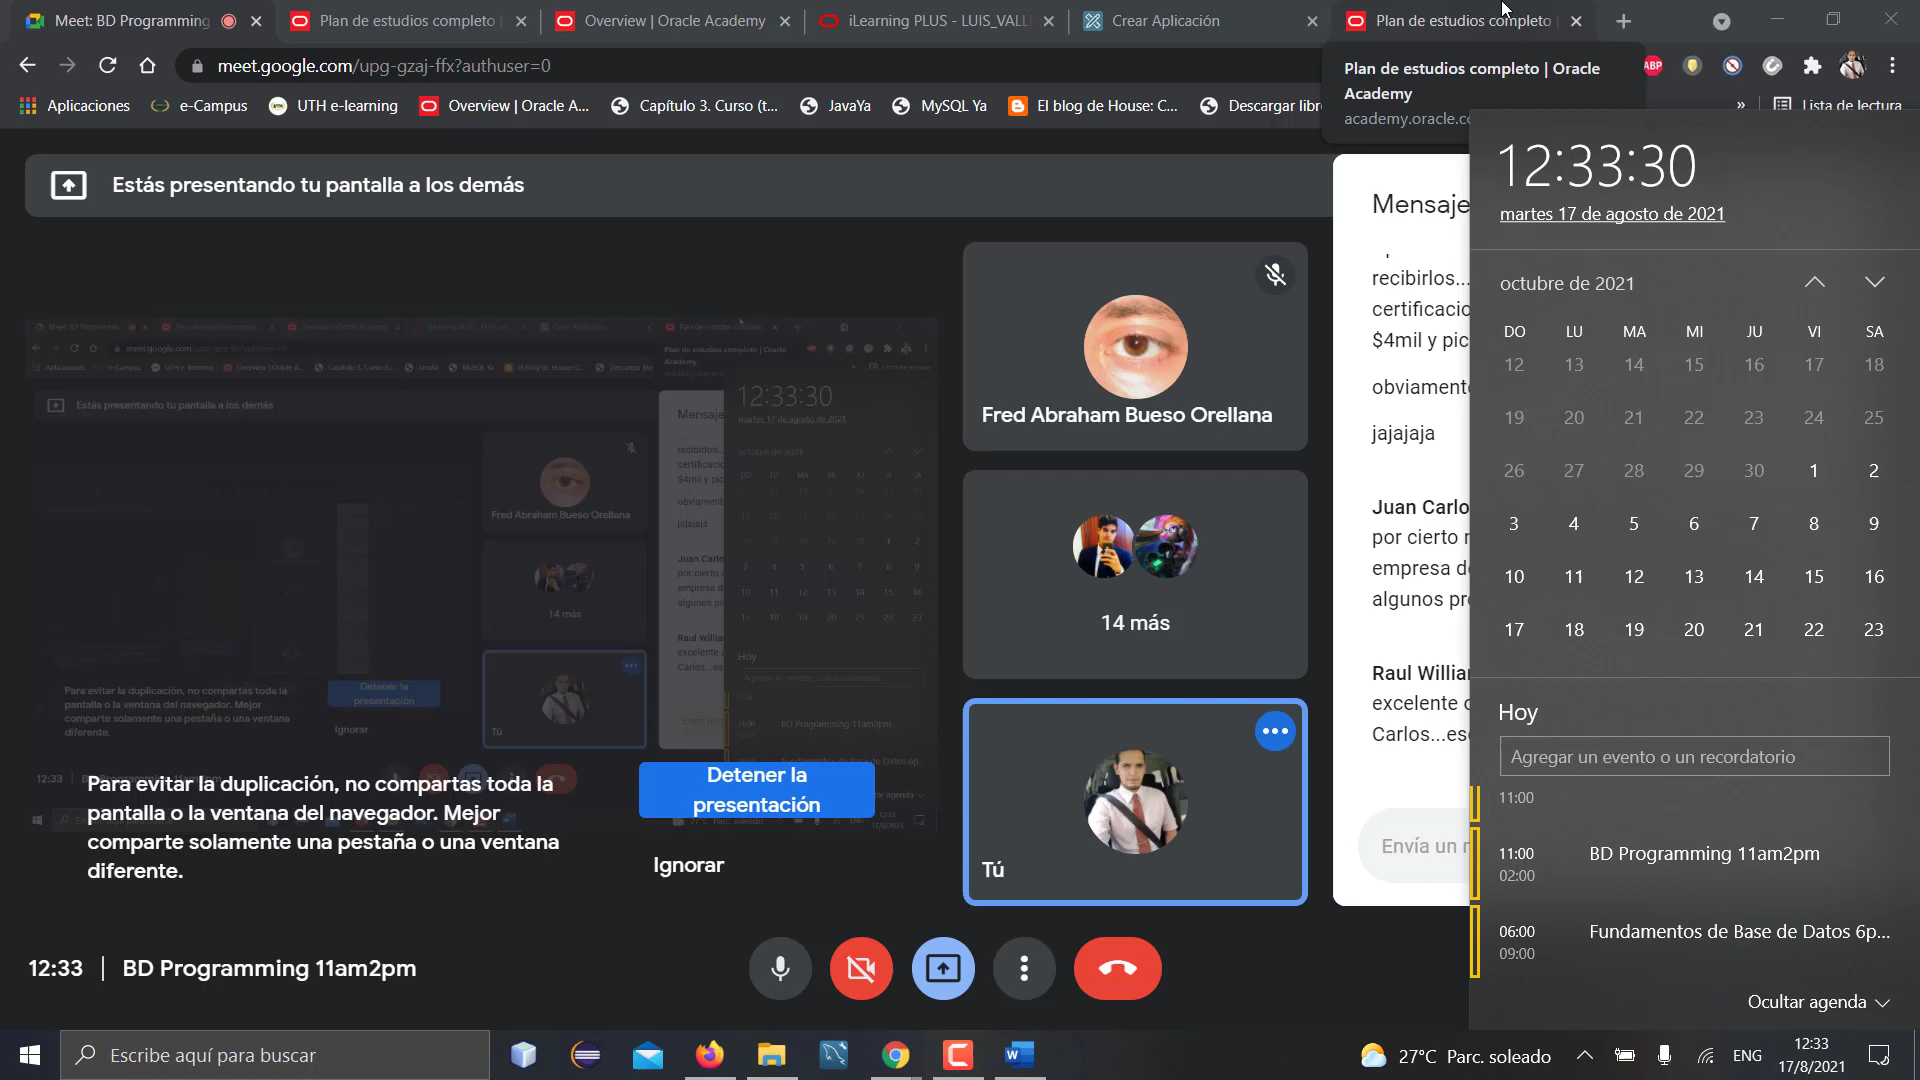 Meet: BD Programming
Plan de estudios completo
Overview | Oracle Academy
iLearning PLUS - LUIS_VALL
Crear Aplicación
Plan de estudios completo
meet.google.com/upg-gzaj-ffx?authuser=0
ABP
Plan de estudios completo | Oracle
Academy
academy.oracle.co
Aplicaciones
e-Campus
UTH e-learning
Overview | Oracle A...
Capítulo 3. Curso (t...
JavaYa
MySQL Ya
El blog de House: C...
Descargar libr
»
Lista de lectura
Estás presentando tu pantalla a los demás
Fred Abraham Bueso Orellana
14 más
Tú
Para evitar la duplicación, no compartas toda la
pantalla o la ventana del navegador. Mejor
comparte solamente una pestaña o una ventana
diferente.
Detener la
presentación
Ignorar
12:33 | BD Programming 11am2pm
Mensaje
recibirlos...
certificacio
$4mil y pic
obviamente
jajajaja
Juan Carlo
por cierto
empresa d
algunos pr
Raul Willian
excelente
Carlos...es
Envía un
12:33:30
martes 17 de agosto de 2021
octubre de 2021
DO LU MA MI JU VI SA
12 13 14 15 16 17 18
19 20 21 22 23 24 25
26 27 28 29 30 1 2
3 4 5 6 7 8 9
10 11 12 13 14 15 16
17 18 19 20 21 22 23
Hoy
Agregar un evento o un recordatorio
11:00
11:00 BD Programming 11am2pm
02:00
06:00 Fundamentos de Base de Datos 6p...
09:00
Ocultar agenda
Escribe aquí para buscar
27°C Parc. soleado
ENG
12:33
17/8/2021